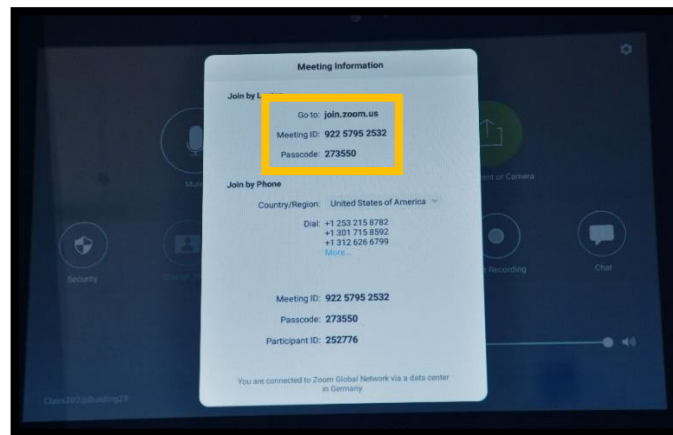 Meeting Information
Join by
Go to: join.zoom.us
Meeting ID: 922 5795 2532
Passcode: 273550
Join by Phone
Country/Region: United States of America
Dial: +1 253 215 8782
+1 301 715 8592
+1 312 626 6799
More...
Security
Recording
Chat
Meeting ID: 922 5795 2532
Passcode: 273550
Participant ID: 252776
You are connected to Zoom Global Network via a data center
in Germany.